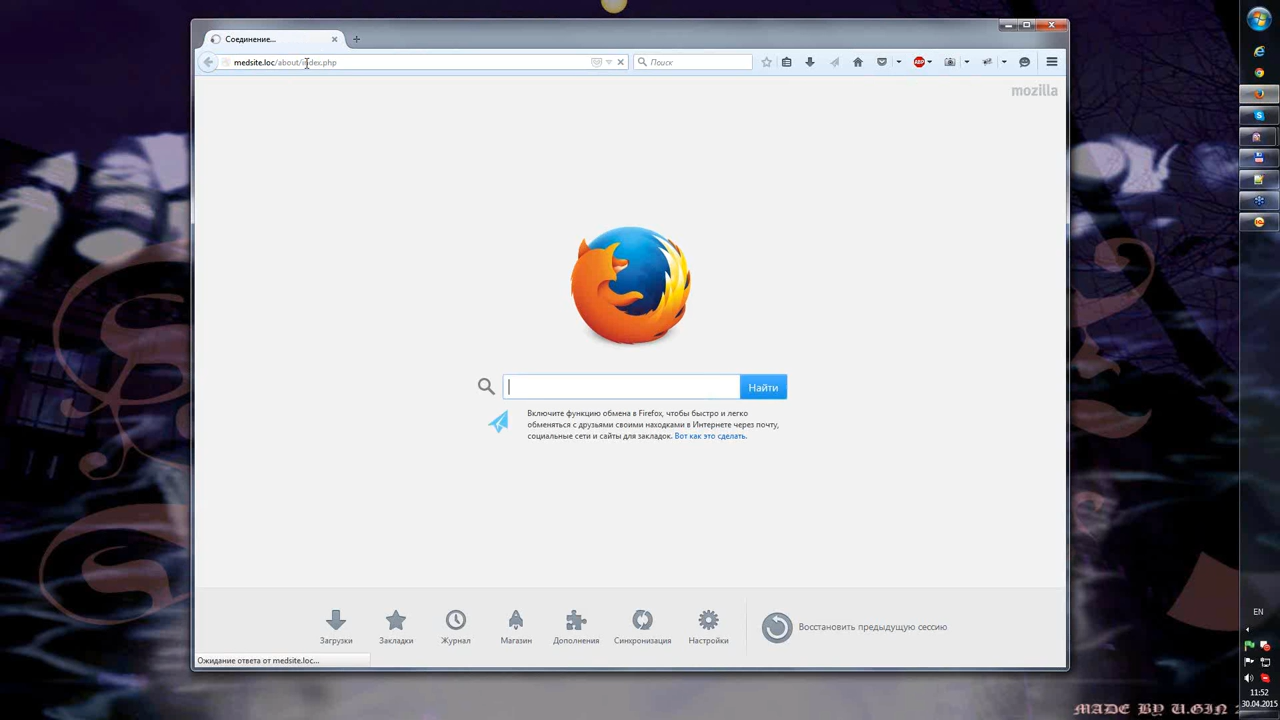 Соединение...
medsite.loc/about/index.php
Поиск
ABP
mozilla
Найти
Включите функцию обмена в Firefox, чтобы быстро и легко
обменяться с друзьями своими находками в Интернете через почту,
социальные сети и сайты для закладок. Вот как это сделать.
Загрузки
Закладки
Журнал
Магазин
Дополнения
Синхронизация
Настройки
Восстановить предыдущую сессию
Ожидание ответа от medsite.loc...
EN
11:52
30.04.2015
MADE BY U.GIN